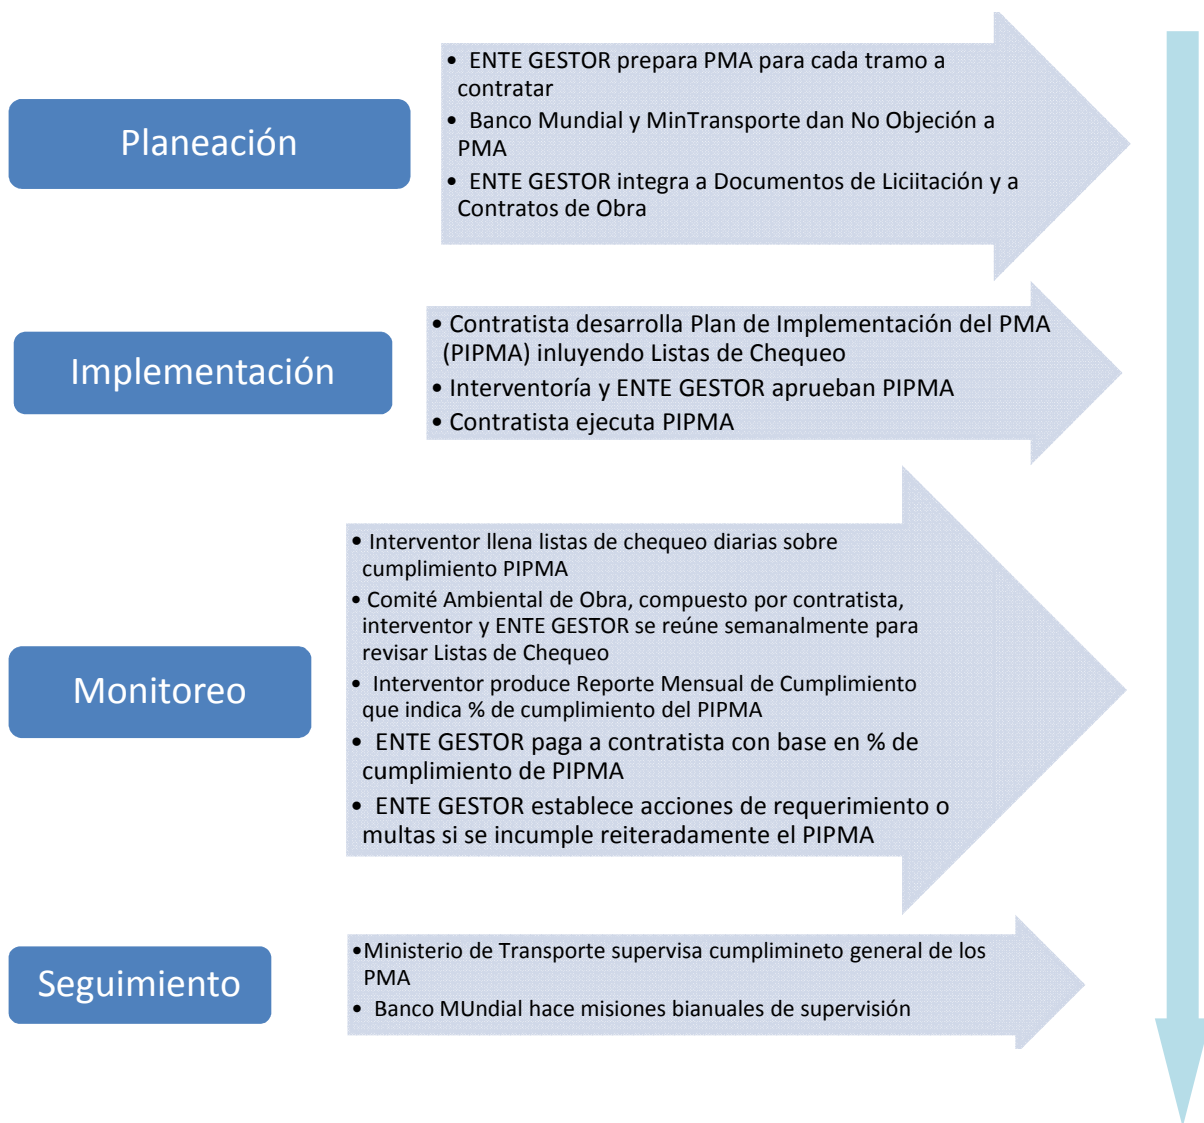 Planeación
• ENTE GESTOR prepara PMA para cada tramo a
contratar
• Banco Mundial y MinTransporte dan No Objeción a
PMA
• ENTE GESTOR integra a Documentos de Liciitación y a
Contratos de Obra
Implementación
• Contratista desarrolla Plan de Implementación del PMA
(PIPMA) inluyendo Listas de Chequeo
• Interventoría y ENTE GESTOR aprueban PIPMA
• Contratista ejecuta PIPMA
Monitoreo
• Interventor llena listas de chequeo diarias sobre
cumplimiento PIPMA
• Comité Ambiental de Obra, compuesto por contratista,
interventor y ENTE GESTOR se reúne semanalmente para
revisar Listas de Chequeo
• Interventor produce Reporte Mensual de Cumplimiento
que indica % de cumplimiento del PIPMA
• ENTE GESTOR paga a contratista con base en % de
cumplimiento de PIPMA
• ENTE GESTOR establece acciones de requerimiento o
multas si se incumple reiteradamente el PIPMA
Seguimiento
•Ministerio de Transporte supervisa cumplimineto general de los
PMA
• Banco MUndial hace misiones bianuales de supervisión